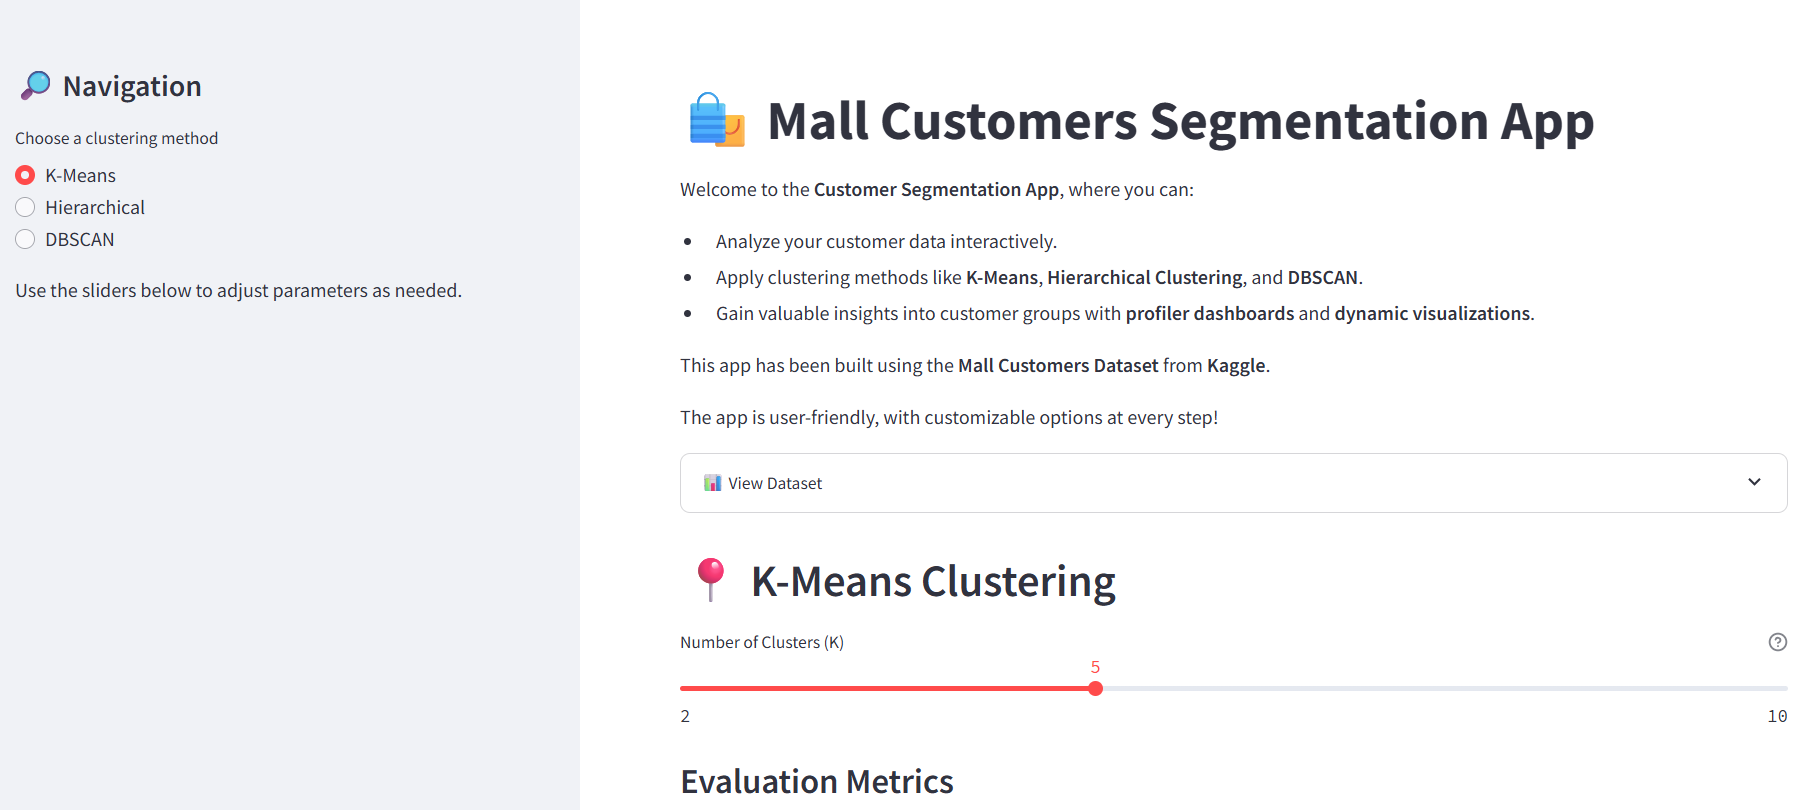 Navigation
Choose a clustering method
K-Means
Hierarchical
DBSCAN
Use the sliders below to adjust parameters as needed.
Mall Customers Segmentation App
Welcome to the Customer Segmentation App, where you can:
Analyze your customer data interactively.
Apply clustering methods like K-Means, Hierarchical Clustering, and DBSCAN.
Gain valuable insights into customer groups with profiler dashboards and dynamic visualizations.
This app has been built using the Mall Customers Dataset from Kaggle.
The app is user-friendly, with customizable options at every step!
View Dataset
K-Means Clustering
Number of Clusters (K)
5
2
10
Evaluation Metrics